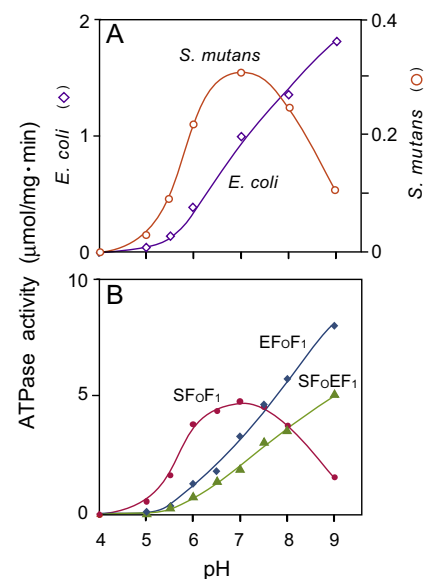 A
2
1
0
E. coli (◇)
S. mutans
E. coli
0.4
0.2
0
S. mutans (○)
ATPase activity (μmol/mg·min)
B
10
5
0
EFOF1
SFOF1
SFOEF1
4 5 6 7 8 9
pH